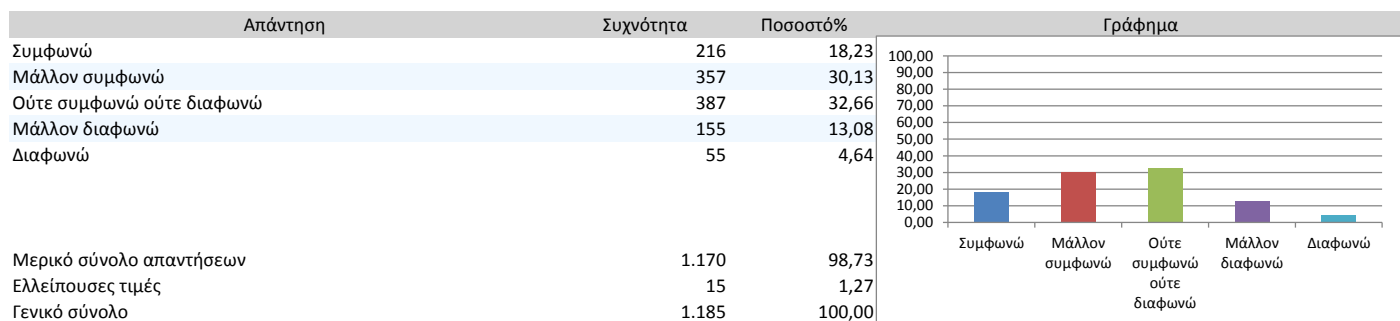 Απάντηση Συχνότητα Ποσοστό% Γράφημα
Συμφωνώ 216 18,23
Μάλλον συμφωνώ 357 30,13
Ούτε συμφωνώ ούτε διαφωνώ 387 32,66
Μάλλον διαφωνώ 155 13,08
Διαφωνώ 55 4,64
Μερικό σύνολο απαντήσεων 1.170 98,73
Ελλείπουσες τιμές 15 1,27
Γενικό σύνολο 1.185 100,00
100,00
90,00
80,00
70,00
60,00
50,00
40,00
30,00
20,00
10,00
0,00
Συμφωνώ Μάλλον Ούτε Μάλλον Διαφωνώ
συμφωνώ συμφωνώ διαφωνώ
ούτε
διαφωνώ